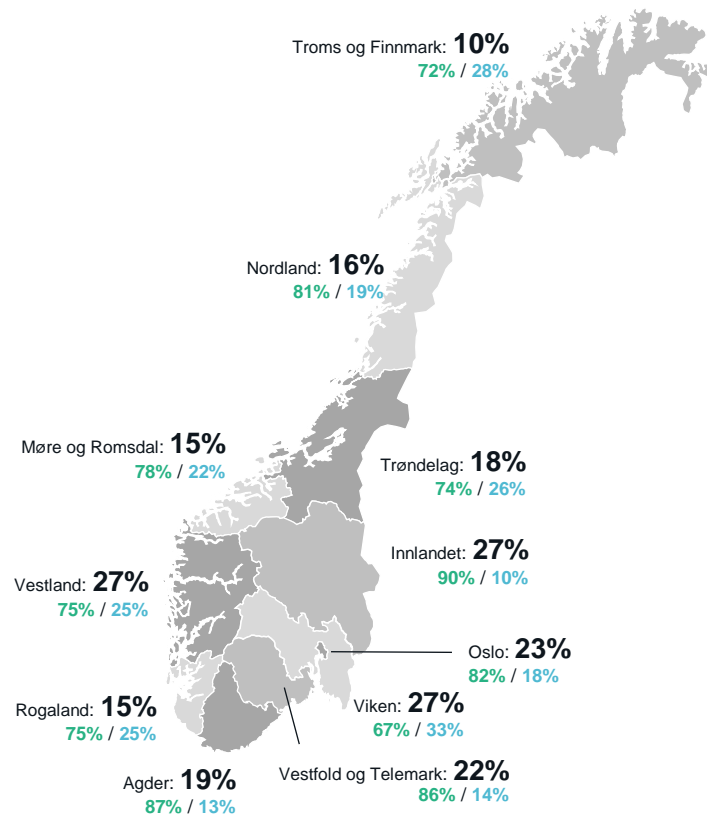 Troms og Finnmark: 10%
72% / 28%
Nordland: 16%
81% / 19%
Møre og Romsdal: 15%
78% / 22%
Trøndelag: 18%
74% / 26%
Innlandet: 27%
90% / 10%
Vestland: 27%
75% / 25%
Oslo: 23%
82% / 18%
Rogaland: 15%
75% / 25%
Viken: 27%
67% / 33%
Vestfold og Telemark: 22%
86% / 14%
Agder: 19%
87% / 13%